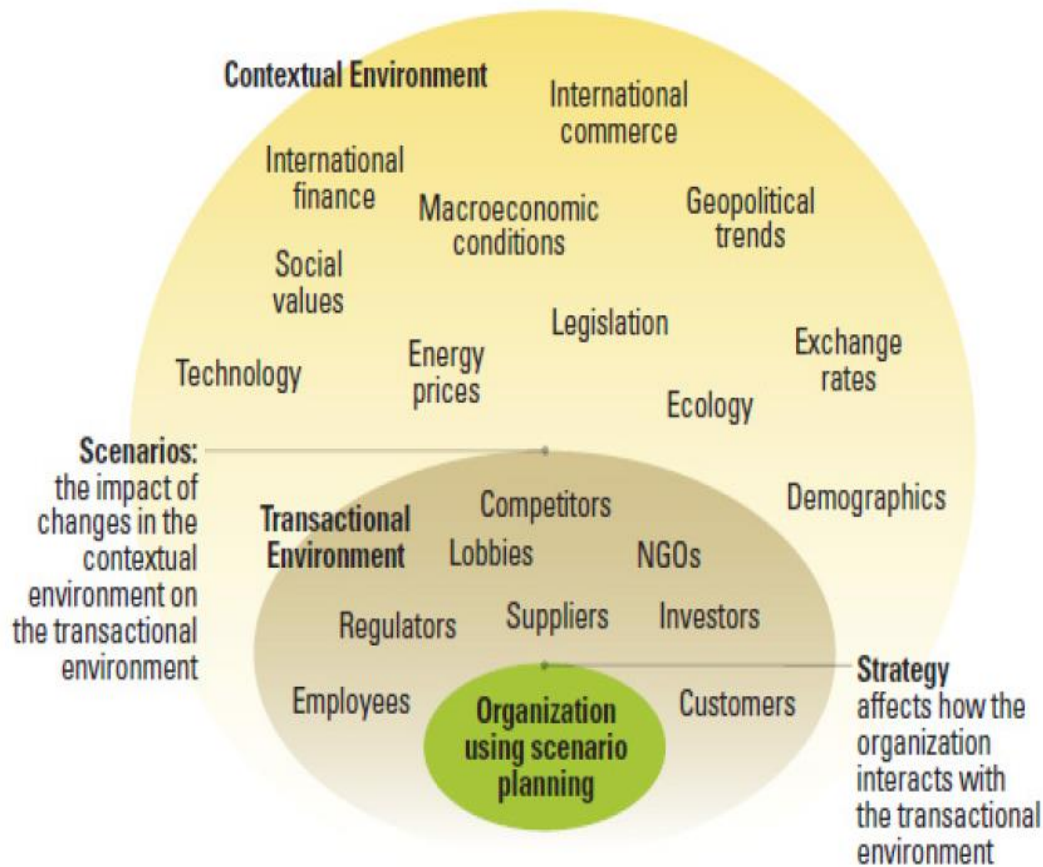 Contextual Environment
International
commerce
International
finance
Macroeconomic
conditions
Geopolitical
trends
Social
values
Legislation
Exchange
rates
Technology
Energy
prices
Ecology
Scenarios:
the impact of
changes in the
contextual
environment on
the transactional
environment
Demographics
Transactional
Environment
Competitors
Lobbies
NGOs
Regulators
Suppliers
Investors
Employees
Customers
Organization
using scenario
planning
Strategy
affects how the
organization
interacts with
the transactional
environment